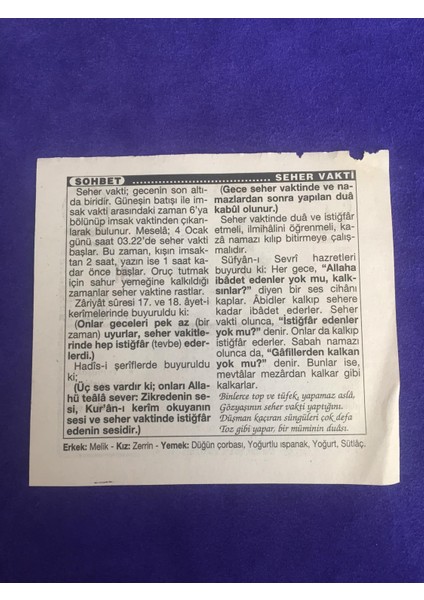 SOHBET ........................ SEHER VAKTİ
Seher vakti; gecenin son altı-
da biridir. Güneşin batışı ile im-
sak vakti arasındaki zaman 6'ya
bölünüp imsak vaktinden çıkarı-
larak bulunur. Meselâ; 4 Ocak
günü saat 03.22'de seher vakti
başlar. Bu zaman, kışın imsak-
tan 2 saat, yazın ise 1 saat ka-
dar önce başlar. Oruç tutmak
için sahur yemeğine kalkıldığı
zamanlar seher vaktine rastlar.
Zâriyât sûresi 17. ve 18. âyet-i
kerîmelerinde buyuruldu ki:
(Onlar geceleri pek az (bir
zaman) uyurlar, seher vakitle-
rinde hep istiğfar (tevbe) eder-
lerdi.)
Hadîs-i şerîflerde buyuruldu
ki;
(Üç ses vardır ki; onları Alla-
hü teâlâ sever: Zikredenin se-
si, Kur'ân-ı kerîm okuyanın
sesi ve seher vaktinde istiğfâr
edenin sesidir.)
(Gece seher vaktinde ve na-
mazlardan sonra yapılan duâ
kabûl olunur.)
Seher vaktinde duâ ve istiğfâr
etmeli, ilmihâlini öğrenmeli, ka-
zâ namazı kılıp bitirmeye çalış-
malıdır.
Süfyân-ı Sevrî hazretleri
buyurdu ki: Her gece, "Allaha
ibâdet edenler yok mu, kalk-
sınlar?" diyen bir ses cihânı
kaplar. Âbidler kalkıp sehere
kadar ibâdet ederler. Seher
vakti olunca, "İstiğfâr edenler
yok mu?" denir. Onlar da kalkıp
istiğfâr ederler. Sabah namazı
olunca da, "Gâfillerden kalkan
yok mu?" denir. Bunlar ise,
mevtâlar mezârdan kalkar gibi
kalkarlar.
Binlerce top ve tüfek, yapamaz aslâ,
Gözyaşının seher vakti yaptığını.
Düşman kaçıran süngüleri çok defa
Toz gibi yapar, bir müminin duâsı.
Erkek: Melik - Kız: Zerrin - Yemek: Düğün çorbası, Yoğurtlu ıspanak, Yoğurt, Sütlâç.